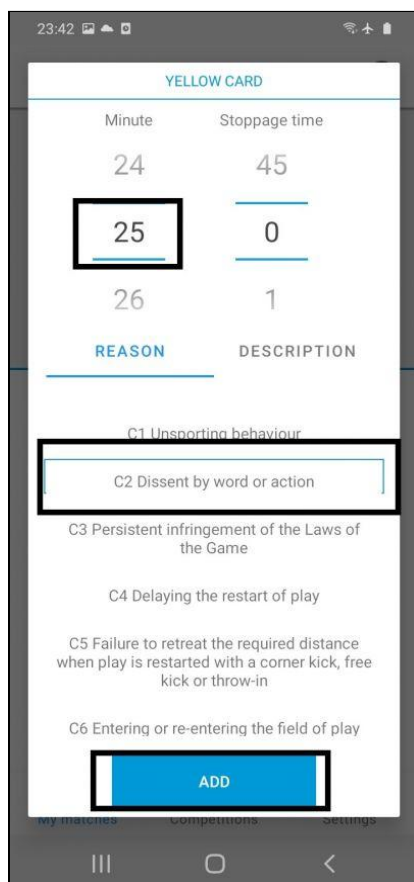 23:42
YELLOW CARD
Minute Stoppage time
24 45
25 0
26 1
REASON DESCRIPTION
C1 Unsporting behaviour
C2 Dissent by word or action
C3 Persistent infringement of the Laws of
the Game
C4 Delaying the restart of play
C5 Failure to retreat the required distance
when play is restarted with a corner kick, free
kick or throw-in
C6 Entering or re-entering the field of play
ADD
My matches Competitions Settings